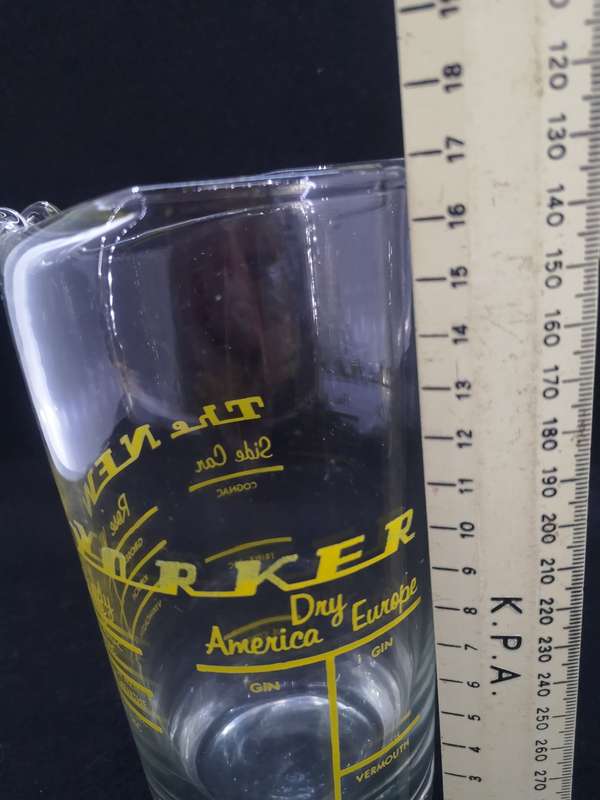 The NEW
Side Car
COGNAC
Rose
YORKER
Dry
America
Europe
GIN
GIN
VERMOUTH
K.P.A.
18
17
16
15
14
13
12
11
10
9
8
7
6
5
4
3
120
130
140
150
160
170
180
190
200
210
220
230
240
250
260
270